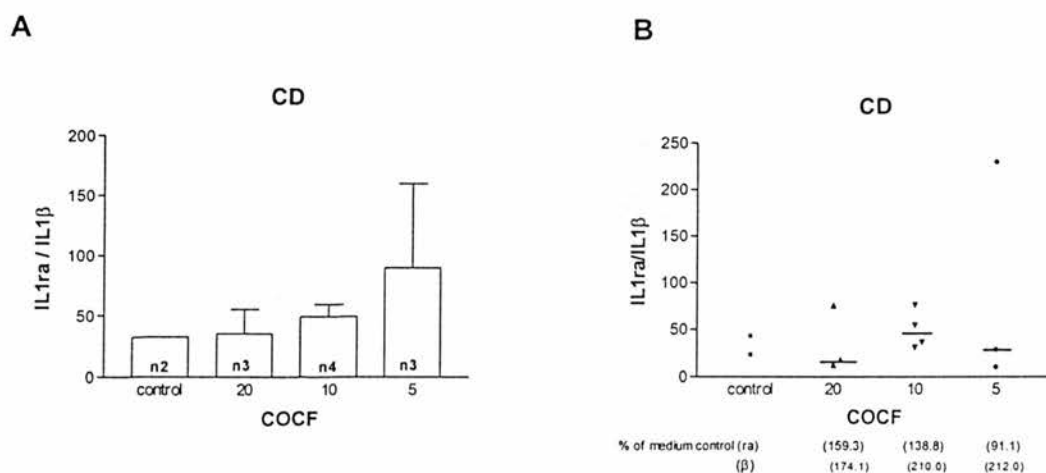 A
CD
200
150
100
50
0
IL1ra / IL1β
n2 n3 n4 n3
control 20 10 5
COCF
B
CD
250
200
150
100
50
0
IL1ra/IL1β
control 20 10 5
COCF
% of medium control (ra) (159.3) (138.8) (91.1)
(β) (174.1) (210.0) (212.0)